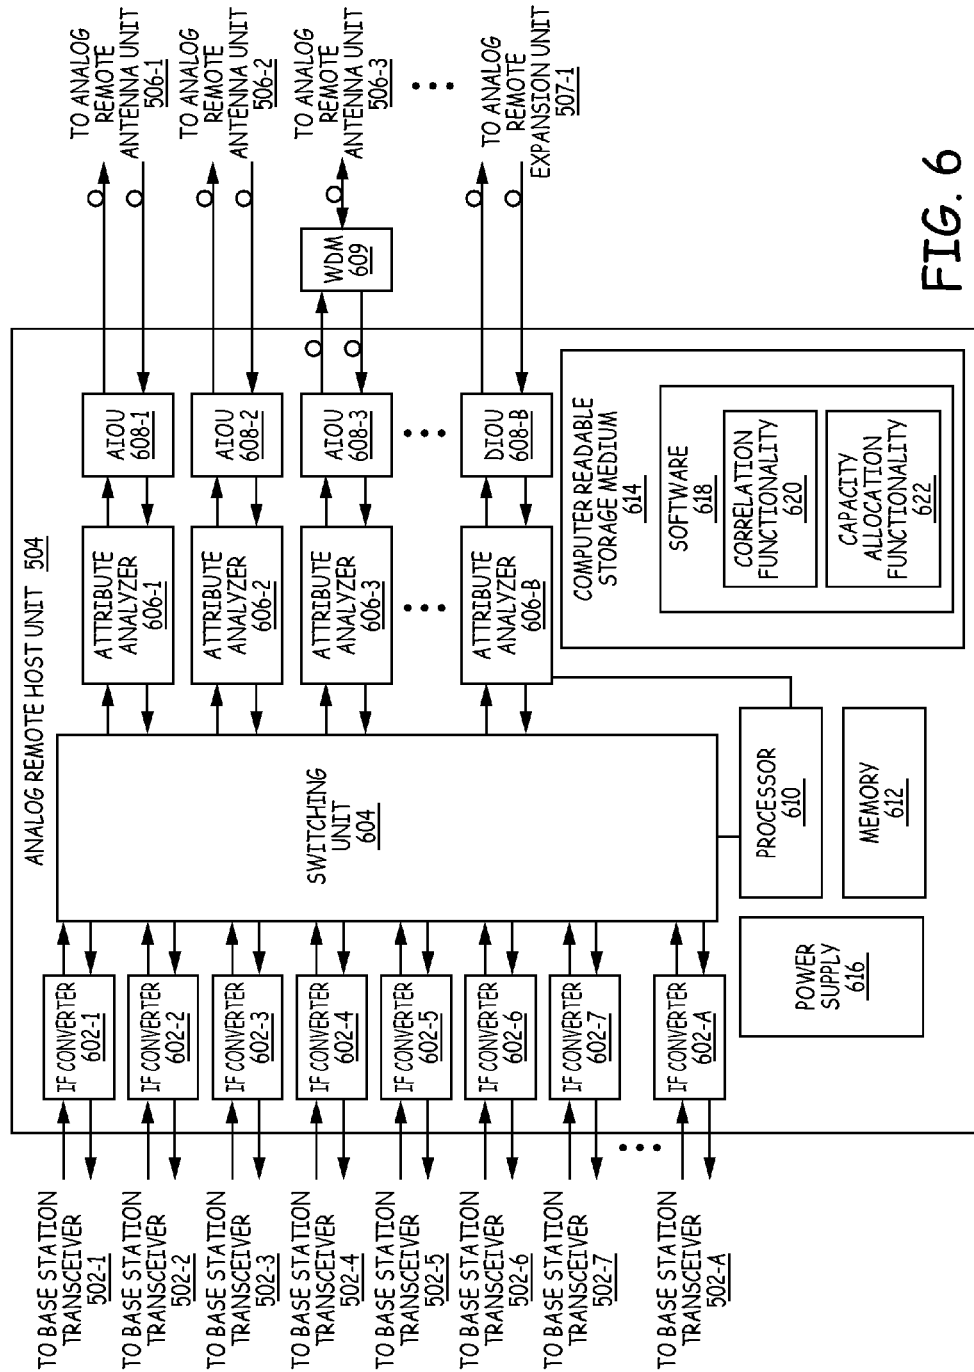 ANALOG REMOTE HOST UNIT 504
TO BASE STATION
TRANSCEIVER
502-1
TO BASE STATION
TRANSCEIVER
502-2
TO BASE STATION
TRANSCEIVER
502-3
TO BASE STATION
TRANSCEIVER
502-4
TO BASE STATION
TRANSCEIVER
502-5
TO BASE STATION
TRANSCEIVER
502-6
TO BASE STATION
TRANSCEIVER
502-7
TO BASE STATION
TRANSCEIVER
502-A
IF CONVERTER
602-1
IF CONVERTER
602-2
IF CONVERTER
602-3
IF CONVERTER
602-4
IF CONVERTER
602-5
IF CONVERTER
602-6
IF CONVERTER
602-7
IF CONVERTER
602-A
SWITCHING
UNIT
604
ATTRIBUTE
ANALYZER
606-1
ATTRIBUTE
ANALYZER
606-2
ATTRIBUTE
ANALYZER
606-3
ATTRIBUTE
ANALYZER
606-B
AIOU
608-1
AIOU
608-2
AIOU
608-3
DIOU
608-B
WDM
609
TO ANALOG
REMOTE
ANTENNA UNIT
506-1
TO ANALOG
REMOTE
ANTENNA UNIT
506-2
TO ANALOG
REMOTE
ANTENNA UNIT
506-3
TO ANALOG
REMOTE
EXPANSION UNIT
507-1
POWER
SUPPLY
616
PROCESSOR
610
MEMORY
612
COMPUTER READABLE
STORAGE MEDIUM
614
SOFTWARE
618
CORRELATION
FUNCTIONALITY
620
CAPACITY
ALLOCATION
FUNCTIONALITY
622
FIG. 6